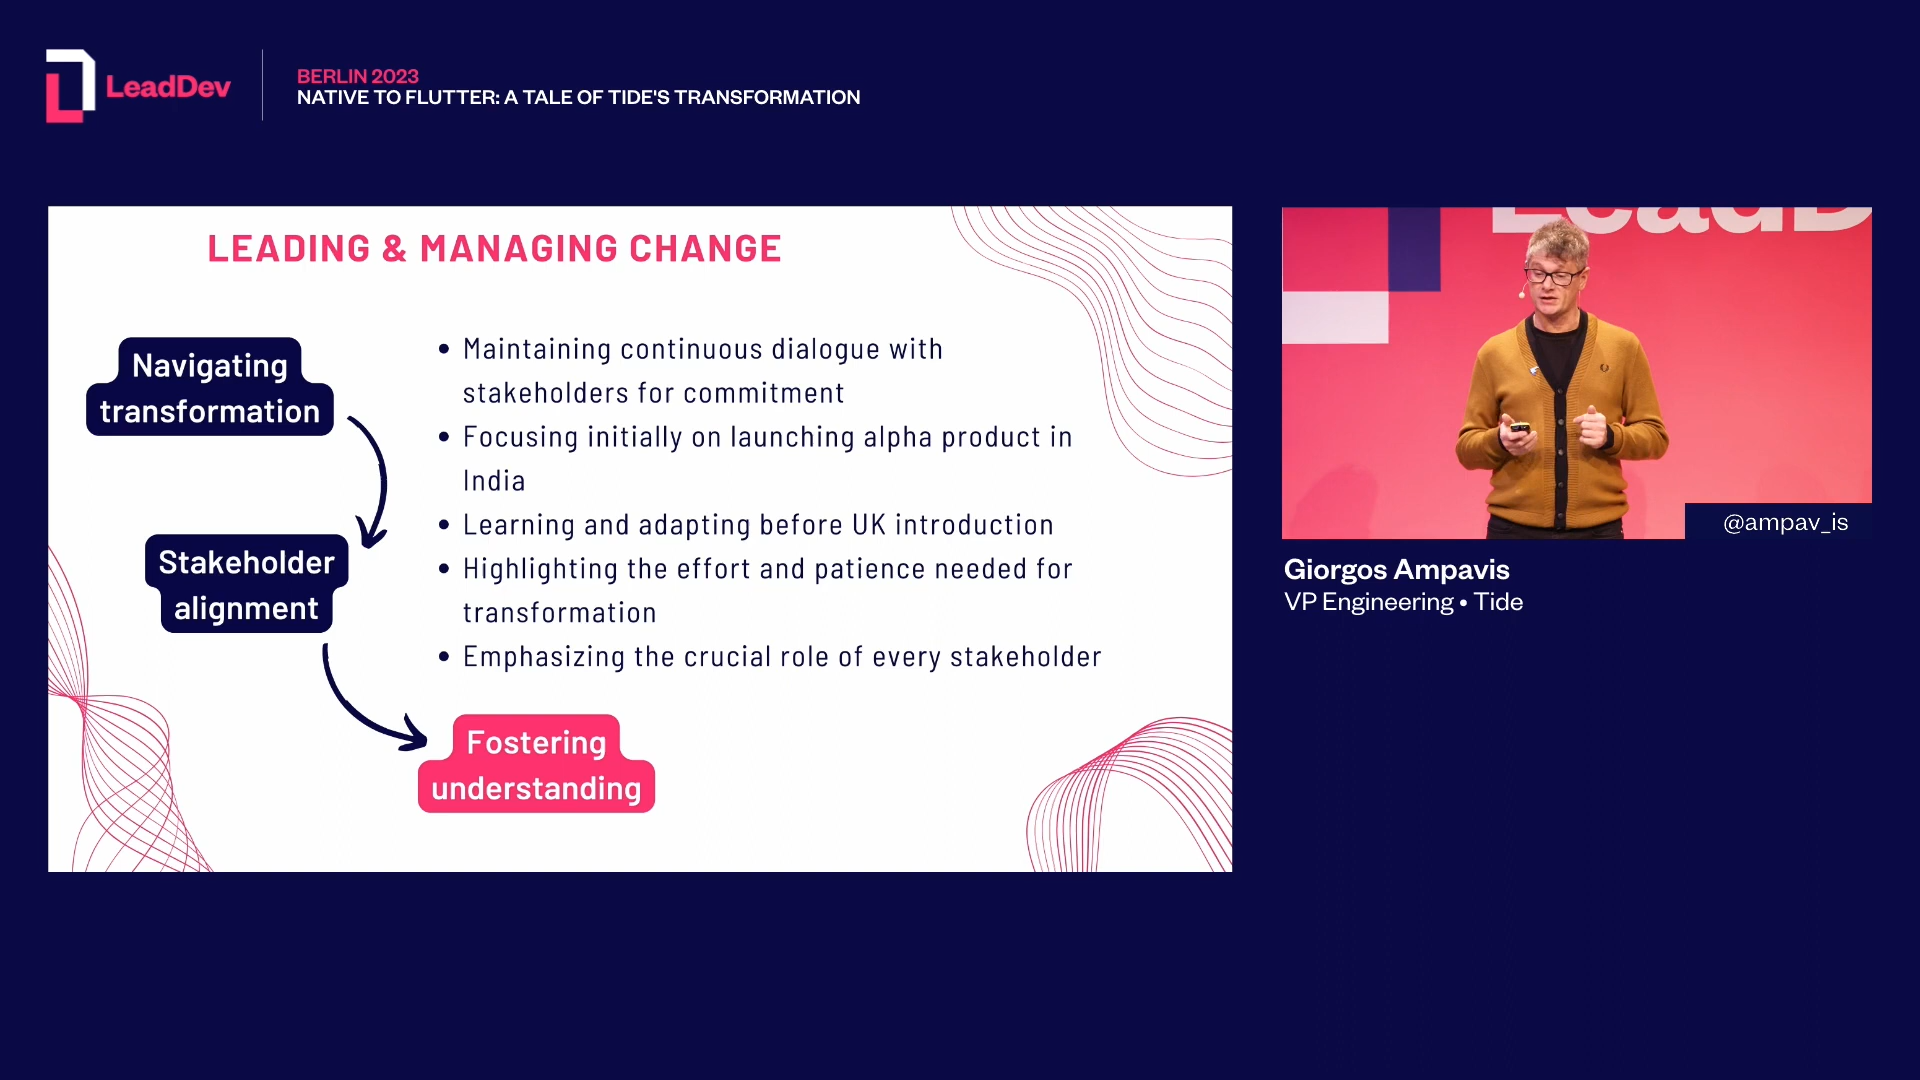 LeadDev
BERLIN 2023
NATIVE TO FLUTTER: A TALE OF TIDE'S TRANSFORMATION
LEADING & MANAGING CHANGE
Navigating
transformation
Stakeholder
alignment
Fostering
understanding
• Maintaining continuous dialogue with
stakeholders for commitment
• Focusing initially on launching alpha product in
India
• Learning and adapting before UK introduction
• Highlighting the effort and patience needed for
transformation
• Emphasizing the crucial role of every stakeholder
LeadD
@ampav_is
Giorgos Ampavis
VP Engineering • Tide